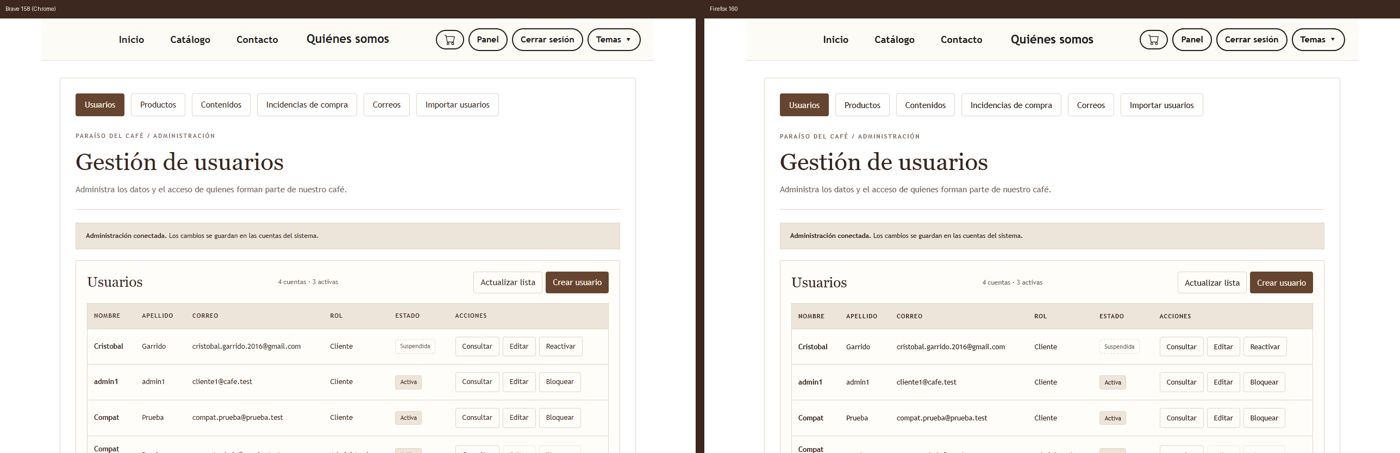 Brave 158 (Chrome)
Inicio Catálogo Contacto Quiénes somos Panel Cerrar sesión Temas ▼
Usuarios Productos Contenidos Incidencias de compra Correos Importar usuarios
PARAÍSO DEL CAFÉ / ADMINISTRACIÓN
Gestión de usuarios
Administra los datos y el acceso de quienes forman parte de nuestro café.
Administración conectada. Los cambios se guardan en las cuentas del sistema.
Usuarios 4 cuentas · 3 activas Actualizar lista Crear usuario
NOMBRE APELLIDO CORREO ROL ESTADO ACCIONES
Cristobal Garrido cristobal.garrido.2016@gmail.com Cliente Suspendida Consultar Editar Reactivar
admin1 admin1 cliente1@cafe.test Cliente Activa Consultar Editar Bloquear
Compat Prueba compat.prueba@prueba.test Cliente Activa Consultar Editar Bloquear
Compat
Firefox 160
Inicio Catálogo Contacto Quiénes somos Panel Cerrar sesión Temas ▼
Usuarios Productos Contenidos Incidencias de compra Correos Importar usuarios
PARAÍSO DEL CAFÉ / ADMINISTRACIÓN
Gestión de usuarios
Administra los datos y el acceso de quienes forman parte de nuestro café.
Administración conectada. Los cambios se guardan en las cuentas del sistema.
Usuarios 4 cuentas · 3 activas Actualizar lista Crear usuario
NOMBRE APELLIDO CORREO ROL ESTADO ACCIONES
Cristobal Garrido cristobal.garrido.2016@gmail.com Cliente Suspendida Consultar Editar Reactivar
admin1 admin1 cliente1@cafe.test Cliente Activa Consultar Editar Bloquear
Compat Prueba compat.prueba@prueba.test Cliente Activa Consultar Editar Bloquear
Compat